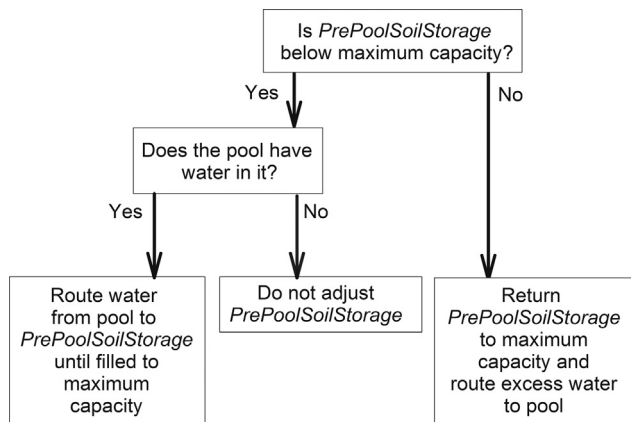 Is PrePoolSoilStorage
below maximum capacity?
Yes
No
Does the pool have
water in it?
Yes
No
Route water
from pool to
PrePoolSoilStorage
until filled to
maximum
capacity
Do not adjust
PrePoolSoilStorage
Return
PrePoolSoilStorage
to maximum
capacity and
route excess water
to pool